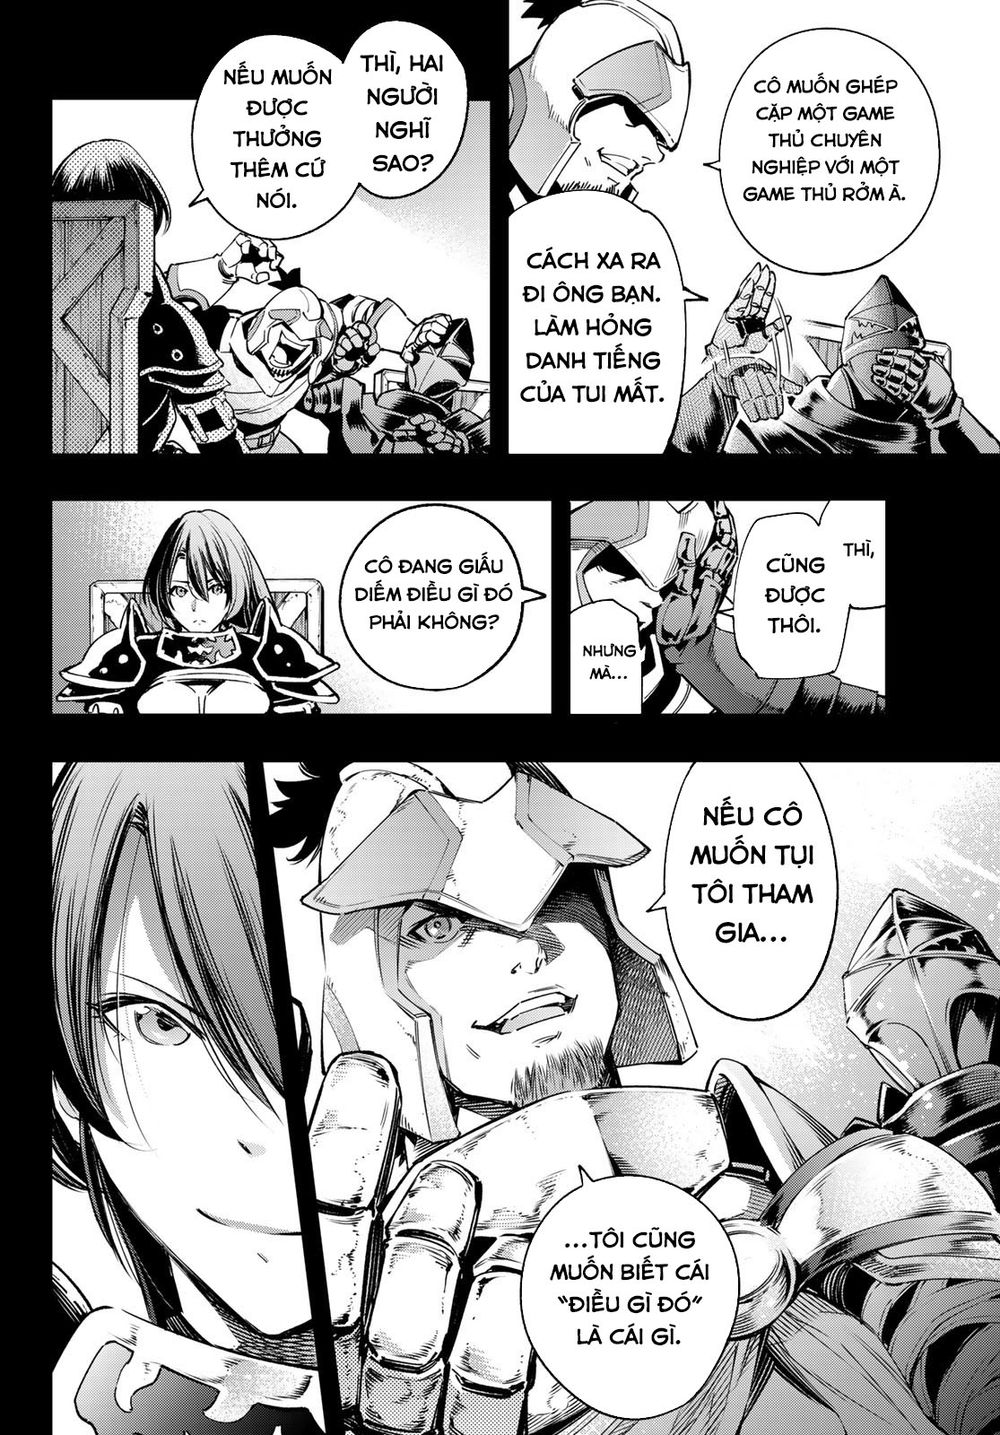 CÔ MUỐN GHÉP
CẶP MỘT GAME
THỦ CHUYÊN
NGHIỆP VỚI MỘT
GAME THỦ RỞM À.
CÁCH XA RA
ĐI ÔNG BẠN.
LÀM HỎNG
DANH TIẾNG
CỦA TUI MẤT.
THÌ, HAI
NGƯỜI
NGHĨ
SAO?
NẾU MUỐN
ĐƯỢC
THƯỞNG
THÊM CỨ
NÓI.
THÌ,
CŨNG
ĐƯỢC
THÔI.
NHƯNG
MÀ...
CÔ ĐANG GIẤU
DIẾM ĐIỀU GÌ ĐÓ
PHẢI KHÔNG?
NẾU CÔ
MUỐN TỤI
TÔI THAM
GIA...
...TÔI CŨNG
MUỐN BIẾT CÁI
“ĐIỀU GÌ ĐÓ”
LÀ CÁI GÌ.